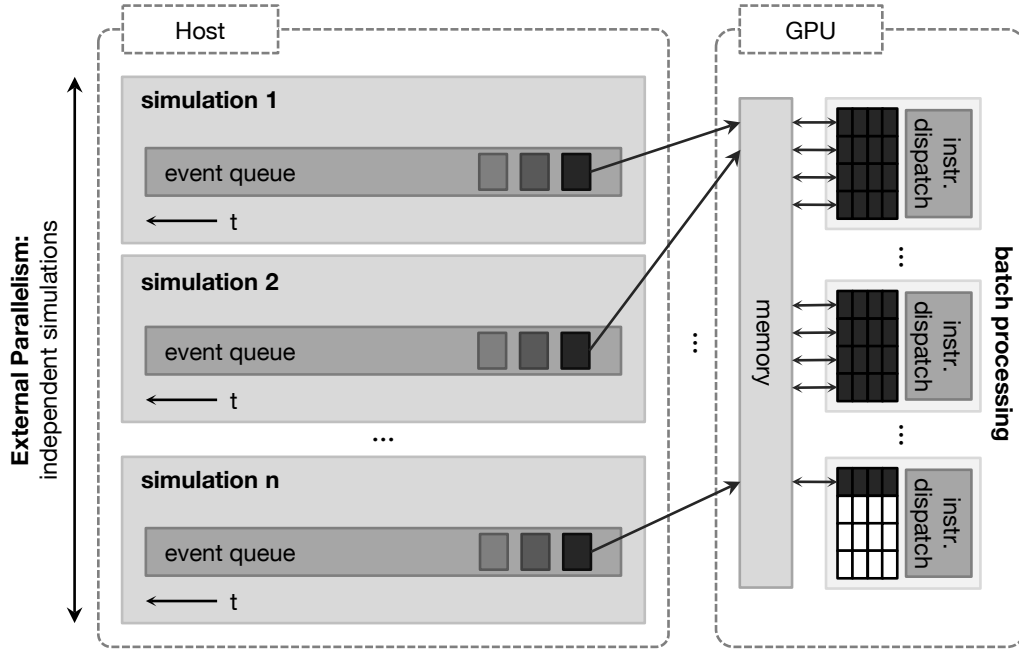 Host
GPU
External Parallelism:
independent simulations
simulation 1
event queue
t
simulation 2
event queue
t
...
simulation n
event queue
t
...
memory
instr.
dispatch
...
instr.
dispatch
...
instr.
dispatch
batch processing